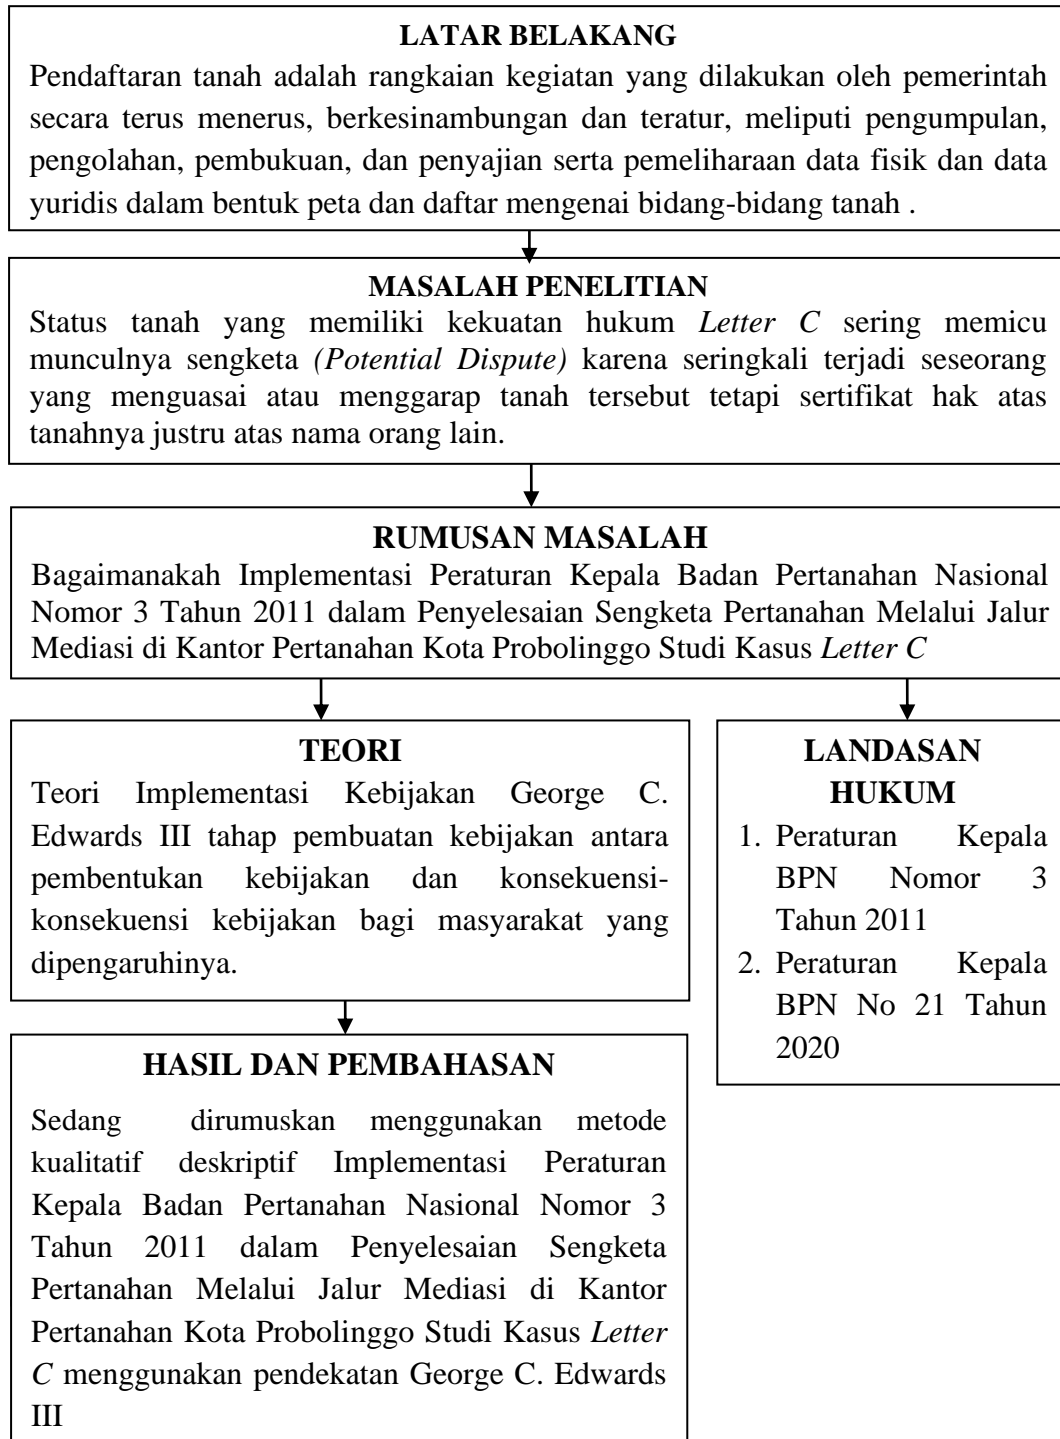 LATAR BELAKANG
Pendaftaran tanah adalah rangkaian kegiatan yang dilakukan oleh pemerintah
secara terus menerus, berkesinambungan dan teratur, meliputi pengumpulan,
pengolahan, pembukuan, dan penyajian serta pemeliharaan data fisik dan data
yuridis dalam bentuk peta dan daftar mengenai bidang-bidang tanah .
MASALAH PENELITIAN
Status tanah yang memiliki kekuatan hukum Letter C sering memicu
munculnya sengketa (Potential Dispute) karena seringkali terjadi seseorang
yang menguasai atau menggarap tanah tersebut tetapi sertifikat hak atas
tanahnya justru atas nama orang lain.
RUMUSAN MASALAH
Bagaimanakah Implementasi Peraturan Kepala Badan Pertanahan Nasional
Nomor 3 Tahun 2011 dalam Penyelesaian Sengketa Pertanahan Melalui Jalur
Mediasi di Kantor Pertanahan Kota Probolinggo Studi Kasus Letter C
TEORI
Teori Implementasi Kebijakan George C.
Edwards III tahap pembuatan kebijakan antara
pembentukan kebijakan dan konsekuensi-
konsekuensi kebijakan bagi masyarakat yang
dipengaruhinya.
LANDASAN
HUKUM
1. Peraturan Kepala
BPN Nomor 3
Tahun 2011
2. Peraturan Kepala
BPN No 21 Tahun
2020
HASIL DAN PEMBAHASAN
Sedang dirumuskan menggunakan metode
kualitatif deskriptif Implementasi Peraturan
Kepala Badan Pertanahan Nasional Nomor 3
Tahun 2011 dalam Penyelesaian Sengketa
Pertanahan Melalui Jalur Mediasi di Kantor
Pertanahan Kota Probolinggo Studi Kasus Letter
C menggunakan pendekatan George C. Edwards
III